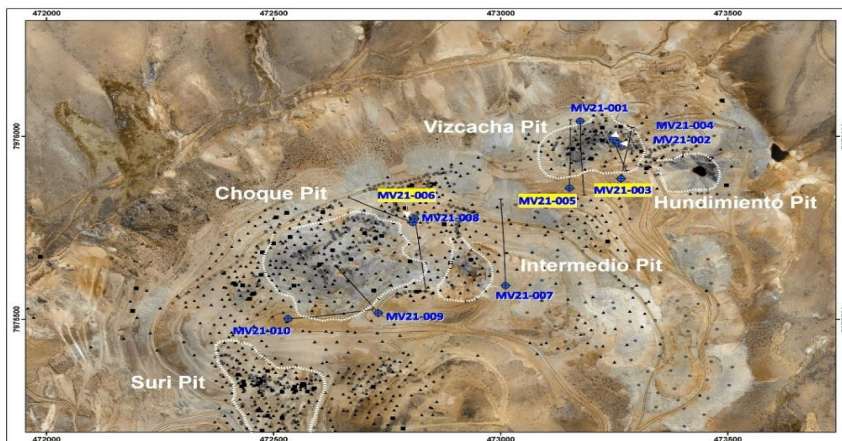 472000
472500
473000
473500
7976000
MV21-001
Vizcacha Pit
MV21-004
MV21-002
MV21-003
MV21-005
Hundimiento Pit
Choque Pit
MV21-006
MV21-008
Intermedio Pit
MV21-007
7975500
MV21-009
MV21-010
Suri Pit
472000
472500
473000
473500